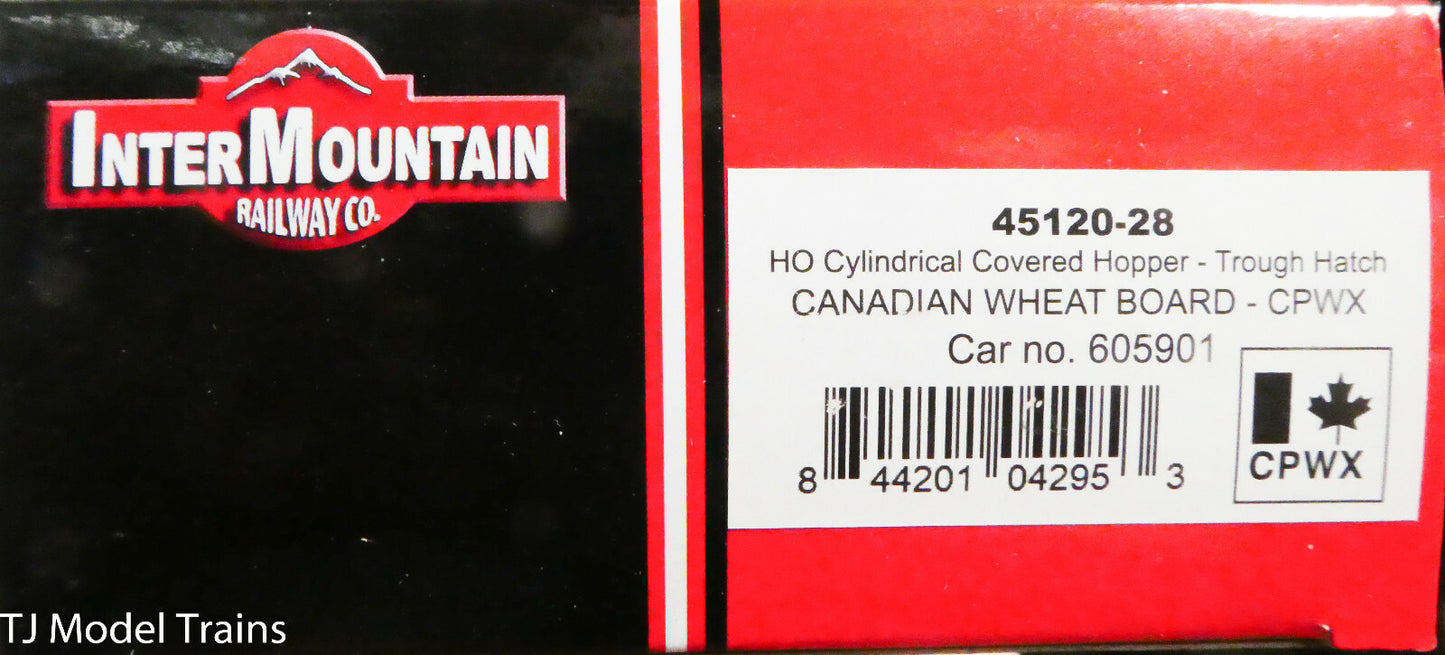 INTERMOUNTAIN
RAILWAY CO.
45120-28
HO Cylindrical Covered Hopper - Trough Hatch
CANADIAN WHEAT BOARD - CPWX
Car no. 605901
8 44201 04295 3
CPWX
TJ Model Trains